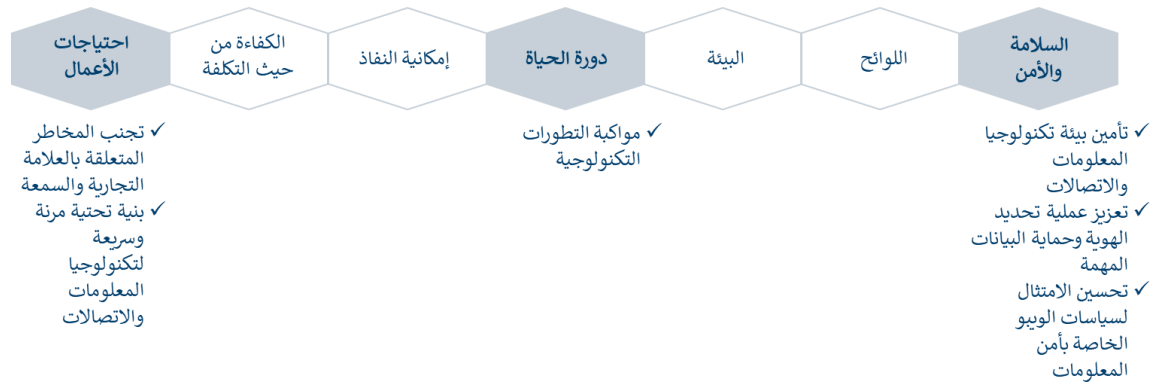 السلامة
والأمن
اللوائح
البيئة
دورة الحياة
إمكانية النفاذ
الكفاءة من
حيث التكلفة
احتياجات
الأعمال
✓ تأمين بيئة تكنولوجيا
المعلومات
والاتصالات
✓ تعزيز عملية تحديد
الهوية وحماية البيانات
المهمة
✓ تحسين الامتثال
لسياسات الويبو
الخاصة بأمن
المعلومات
✓ مواكبة التطورات
التكنولوجية
✓ تجنب المخاطر
المتعلقة بالعلامة
التجارية والسمعة
✓ بنية تحتية مرنة
وسريعة
لتكنولوجيا
المعلومات
والاتصالات